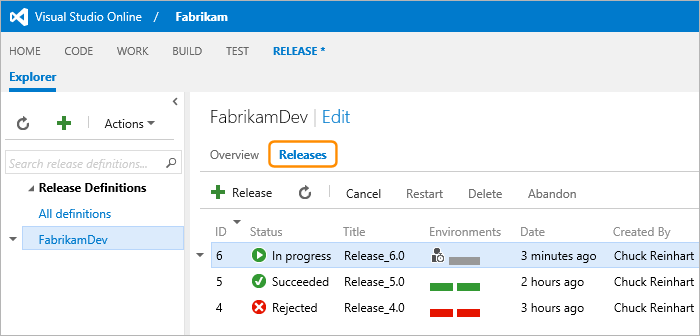 Visual Studio Online / Fabrikam
HOME CODE WORK BUILD TEST RELEASE *
Explorer
Actions
Search release definitions...
Release Definitions
All definitions
FabrikamDev
FabrikamDev | Edit
Overview Releases
Release Cancel Restart Delete Abandon
ID Status Title Environments Date Created By
6 In progress Release_6.0 3 minutes ago Chuck Reinhart
5 Succeeded Release_5.0 2 hours ago Chuck Reinhart
4 Rejected Release_4.0 3 hours ago Chuck Reinhart